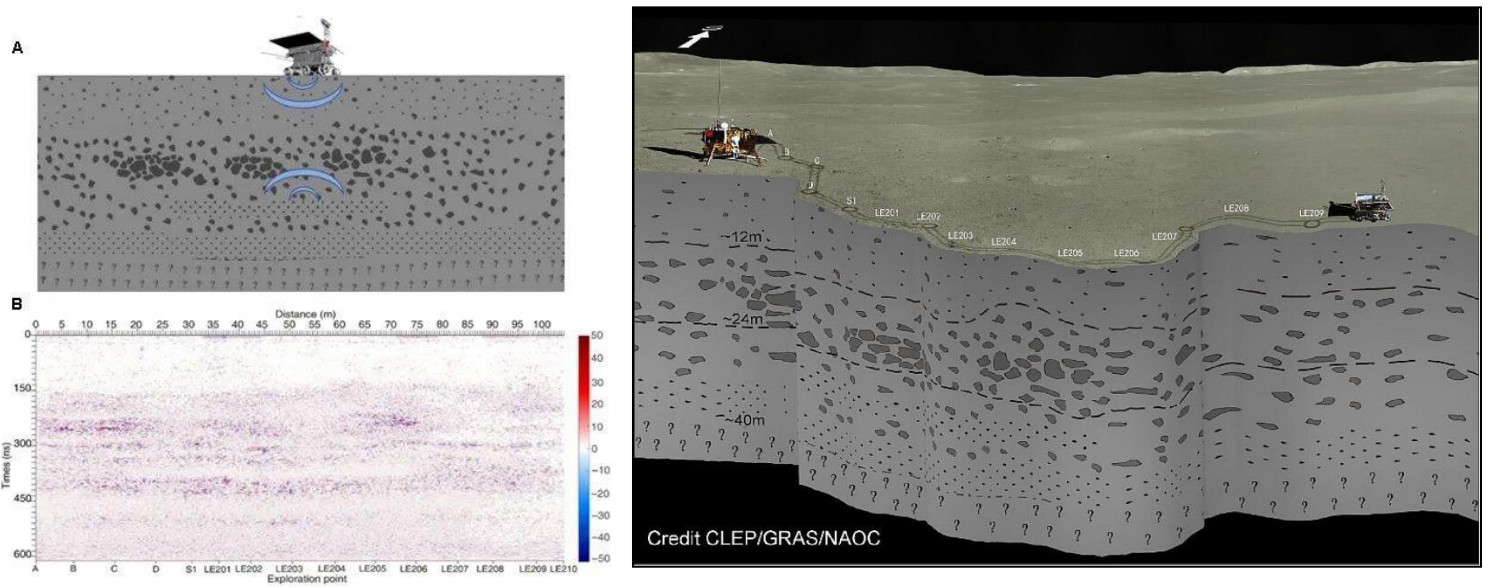 A
? ? ? ? ? ? ? ? ? ? ? ? ? ? ? ? ? ? ? ? ? ? ? ? ? ? ? ?
B
Distance (m)
0 5 10 15 20 25 30 35 40 45 50 55 60 65 70 75 80 85 90 95 100
0
150
300
450
600
Times (ns)
A B C D S1 LE201 LE202 LE203 LE204 LE205 LE206 LE207 LE208 LE209 LE210
Exploration point
50
40
30
20
10
0
−10
−20
−30
−40
−50
A
B
C
D
S1
LE201
LE202
LE203
LE204
LE205
LE206
LE207
LE208
LE209
~12m
~24m
~40m
Credit CLEP/GRAS/NAOC